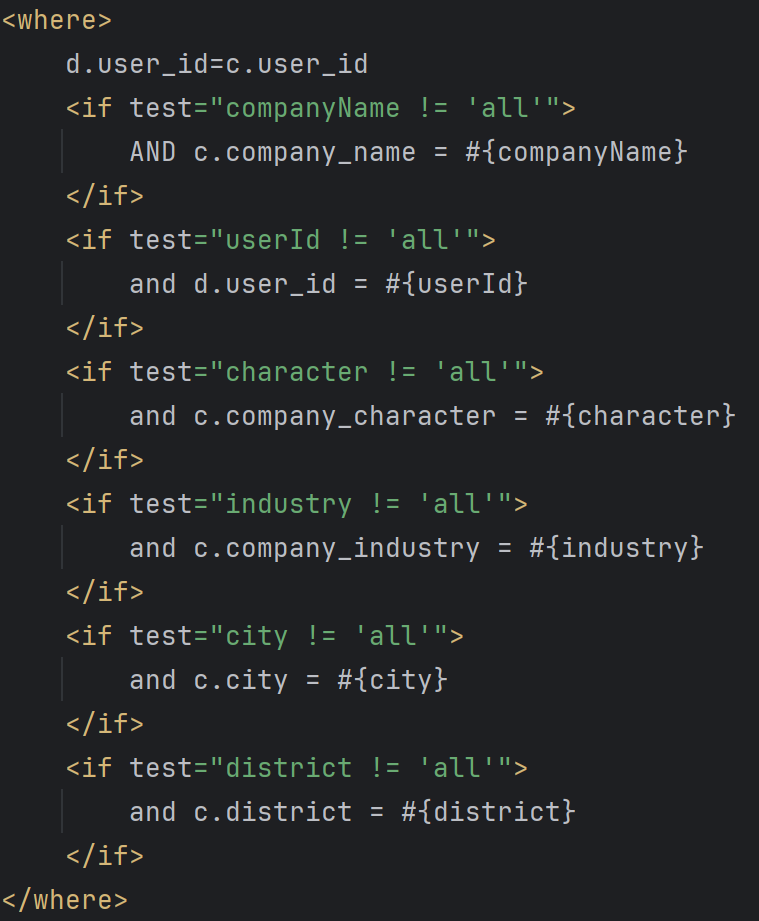 <where>
    d.user_id=c.user_id
    <if test="companyName != 'all'">
        AND c.company_name = #{companyName}
    </if>
    <if test="userId != 'all'">
        and d.user_id = #{userId}
    </if>
    <if test="character != 'all'">
        and c.company_character = #{character}
    </if>
    <if test="industry != 'all'">
        and c.company_industry = #{industry}
    </if>
    <if test="city != 'all'">
        and c.city = #{city}
    </if>
    <if test="district != 'all'">
        and c.district = #{district}
    </if>
</where>